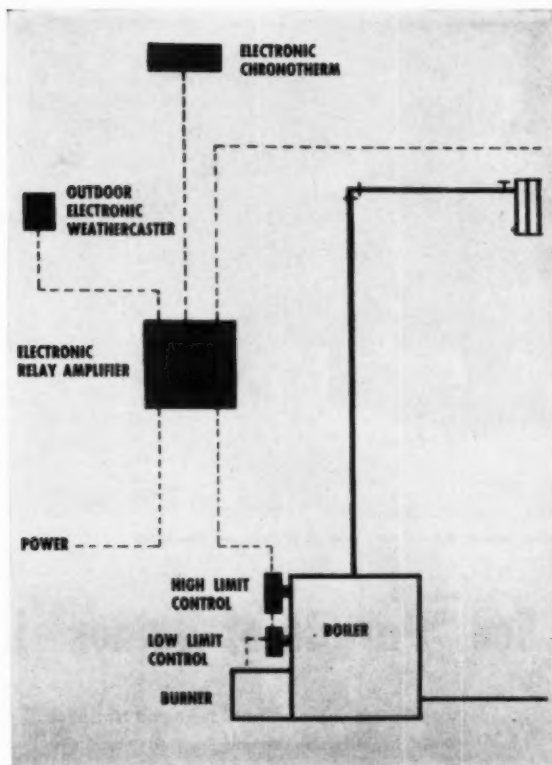 ELECTRONIC
CHRONOTHERM
OUTDOOR
ELECTRONIC
WEATHERCASTER
ELECTRONIC
RELAY AMPLIFIER
POWER
HIGH LIMIT
CONTROL
BOILER
LOW LIMIT
CONTROL
BURNER